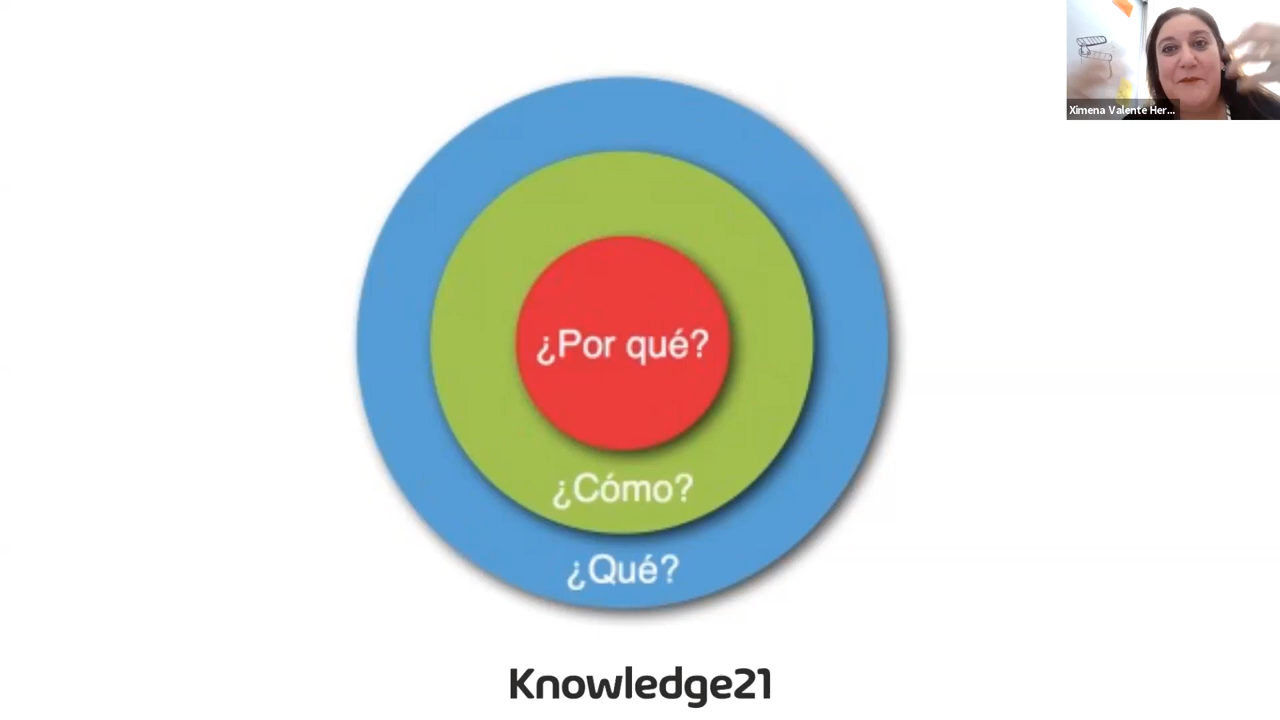 Ximena Valente Her...
¿Por qué?
¿Cómo?
¿Qué?
Knowledge21